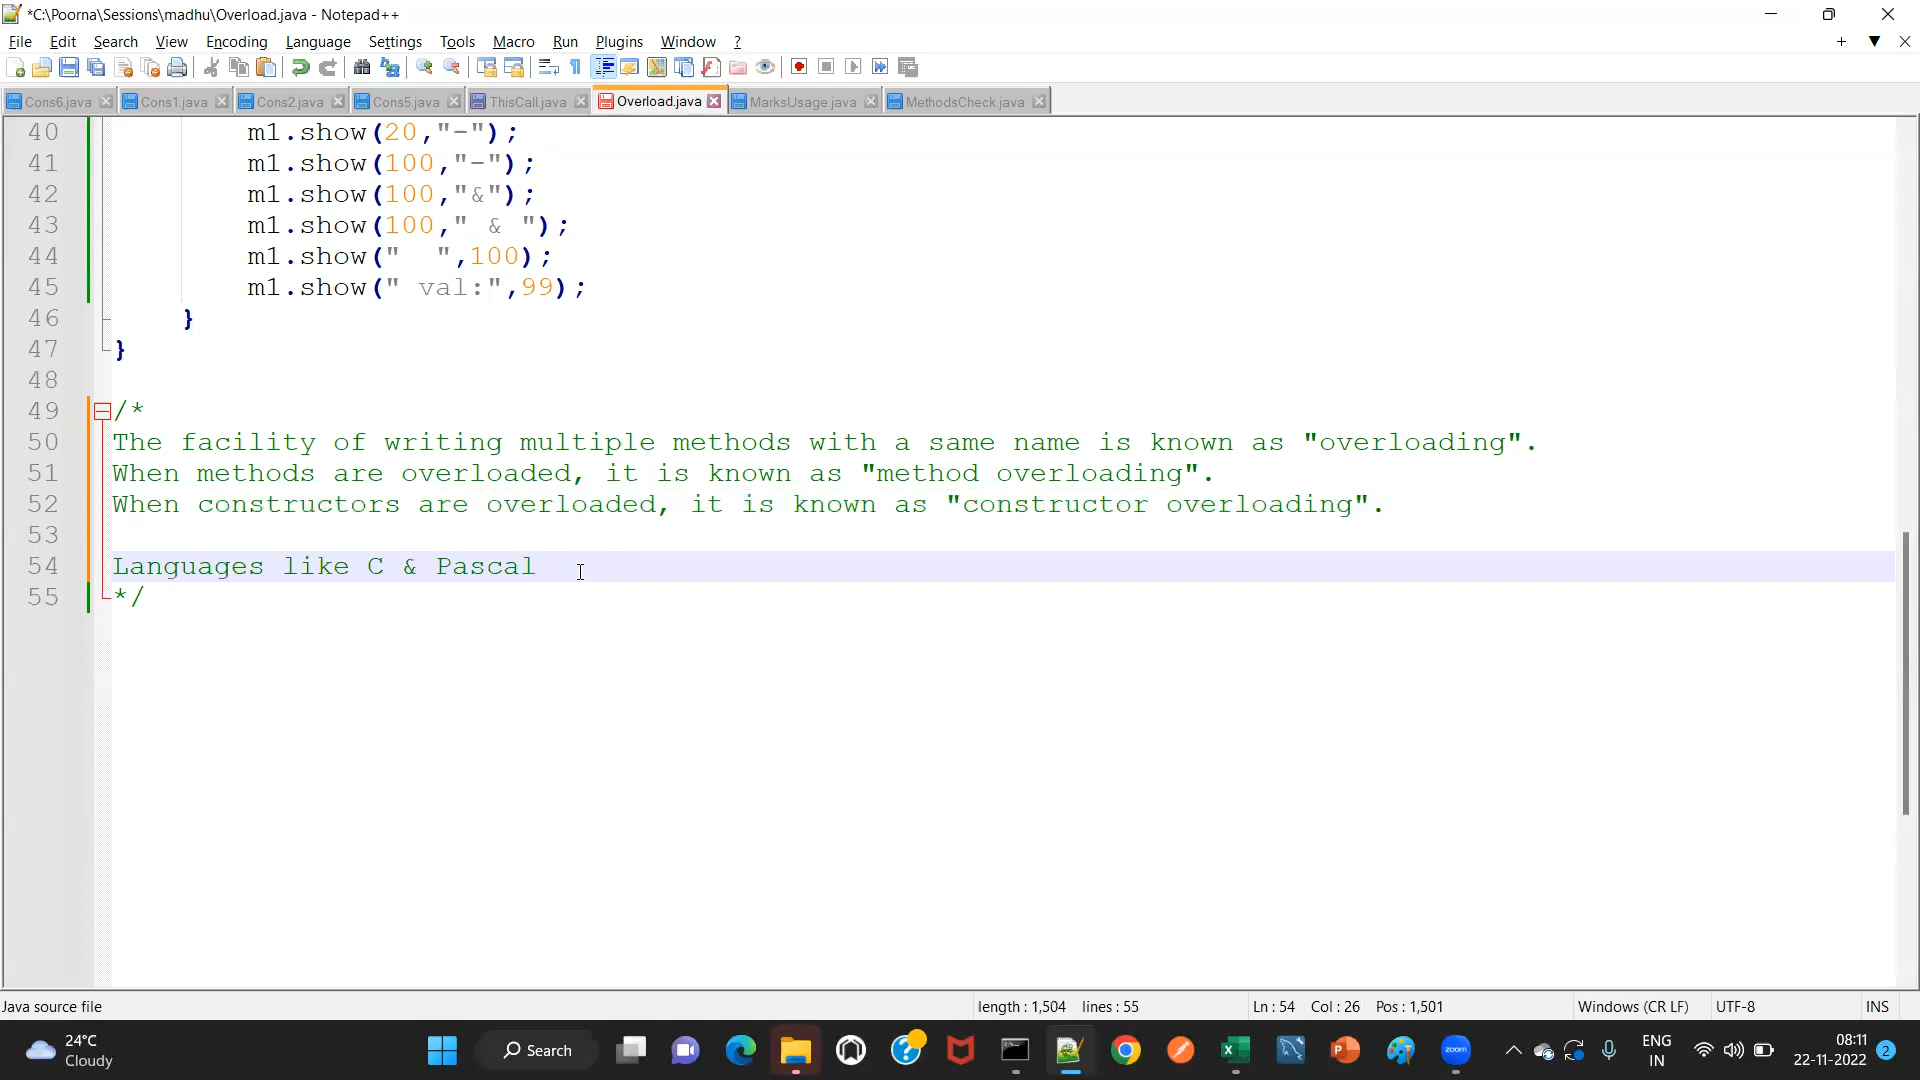 *C:\Poorna\Sessions\madhu\Overload.java - Notepad++
File Edit Search View Encoding Language Settings Tools Macro Run Plugins Window ?
Cons6.java Cons1.java Cons2.java Cons5.java ThisCall.java Overload.java MarksUsage.java MethodsCheck.java
40 m1.show(20,"-");
41 m1.show(100,"-");
42 m1.show(100,"&");
43 m1.show(100," & ");
44 m1.show("  ",100);
45 m1.show(" val:",99);
46 }
47 }
48
49 /*
50 The facility of writing multiple methods with a same name is known as "overloading".
51 When methods are overloaded, it is known as "method overloading".
52 When constructors are overloaded, it is known as "constructor overloading".
53
54 Languages like C & Pascal
55 */
Java source file length : 1,504 lines : 55 Ln : 54 Col : 26 Pos : 1,501 Windows (CR LF) UTF-8 INS
24°C
Cloudy
Search
zoom
ENG
IN
08:11
22-11-2022
2